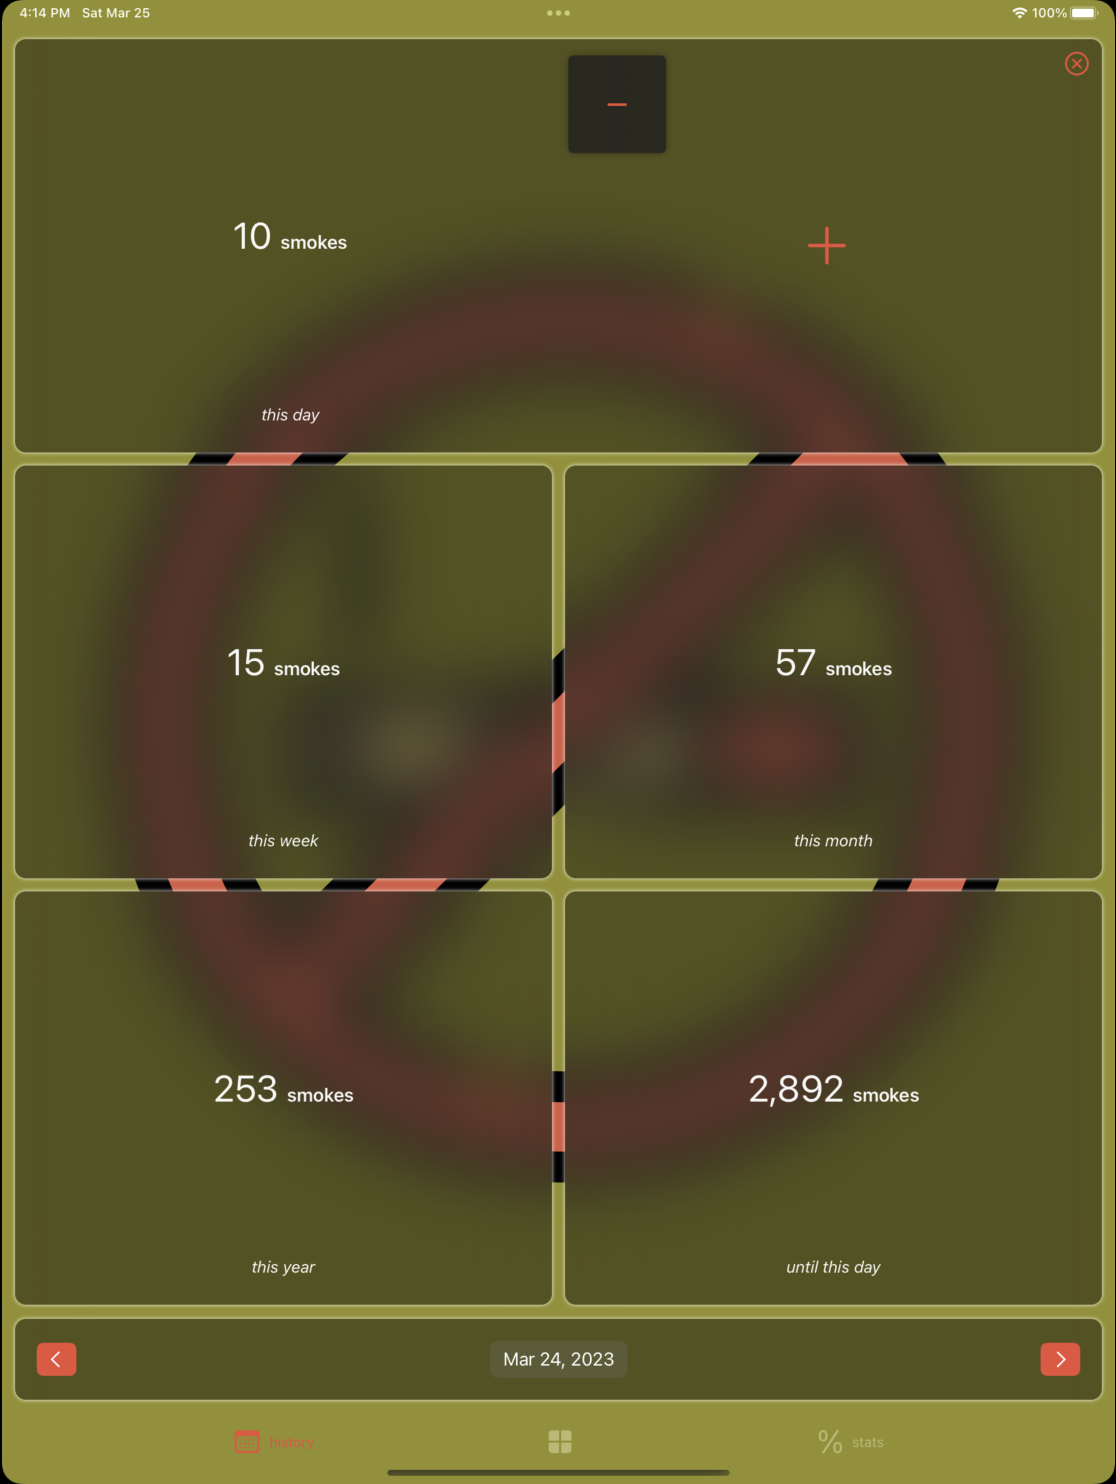 4:14 PM Sat Mar 25
100%
10 smokes
this day
15 smokes
57 smokes
this week
this month
253 smokes
2,892 smokes
this year
until this day
Mar 24, 2023
history
% stats